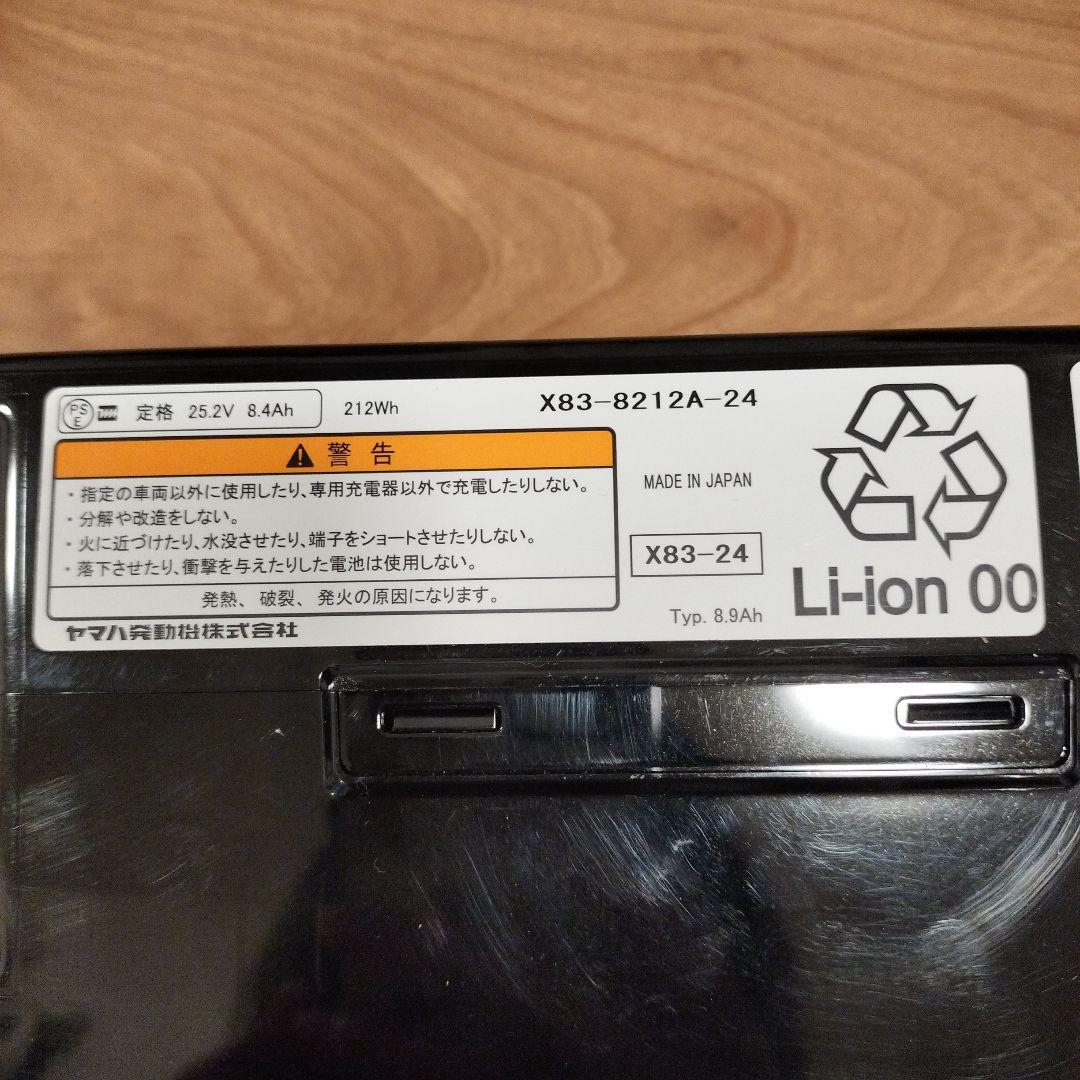 PSE 定格 25.2V 8.4Ah 212Wh X83-8212A-24
警告
・指定の車両以外に使用したり、専用充電器以外で充電したりしない。
・分解や改造をしない。
・火に近づけたり、水没させたり、端子をショートさせたりしない。
・落下させたり、衝撃を与えたりした電池は使用しない。
発熱、破裂、発火の原因になります。
ヤマハ発動機株式会社
MADE IN JAPAN
X83-24
Typ. 8.9Ah
Li-ion 00